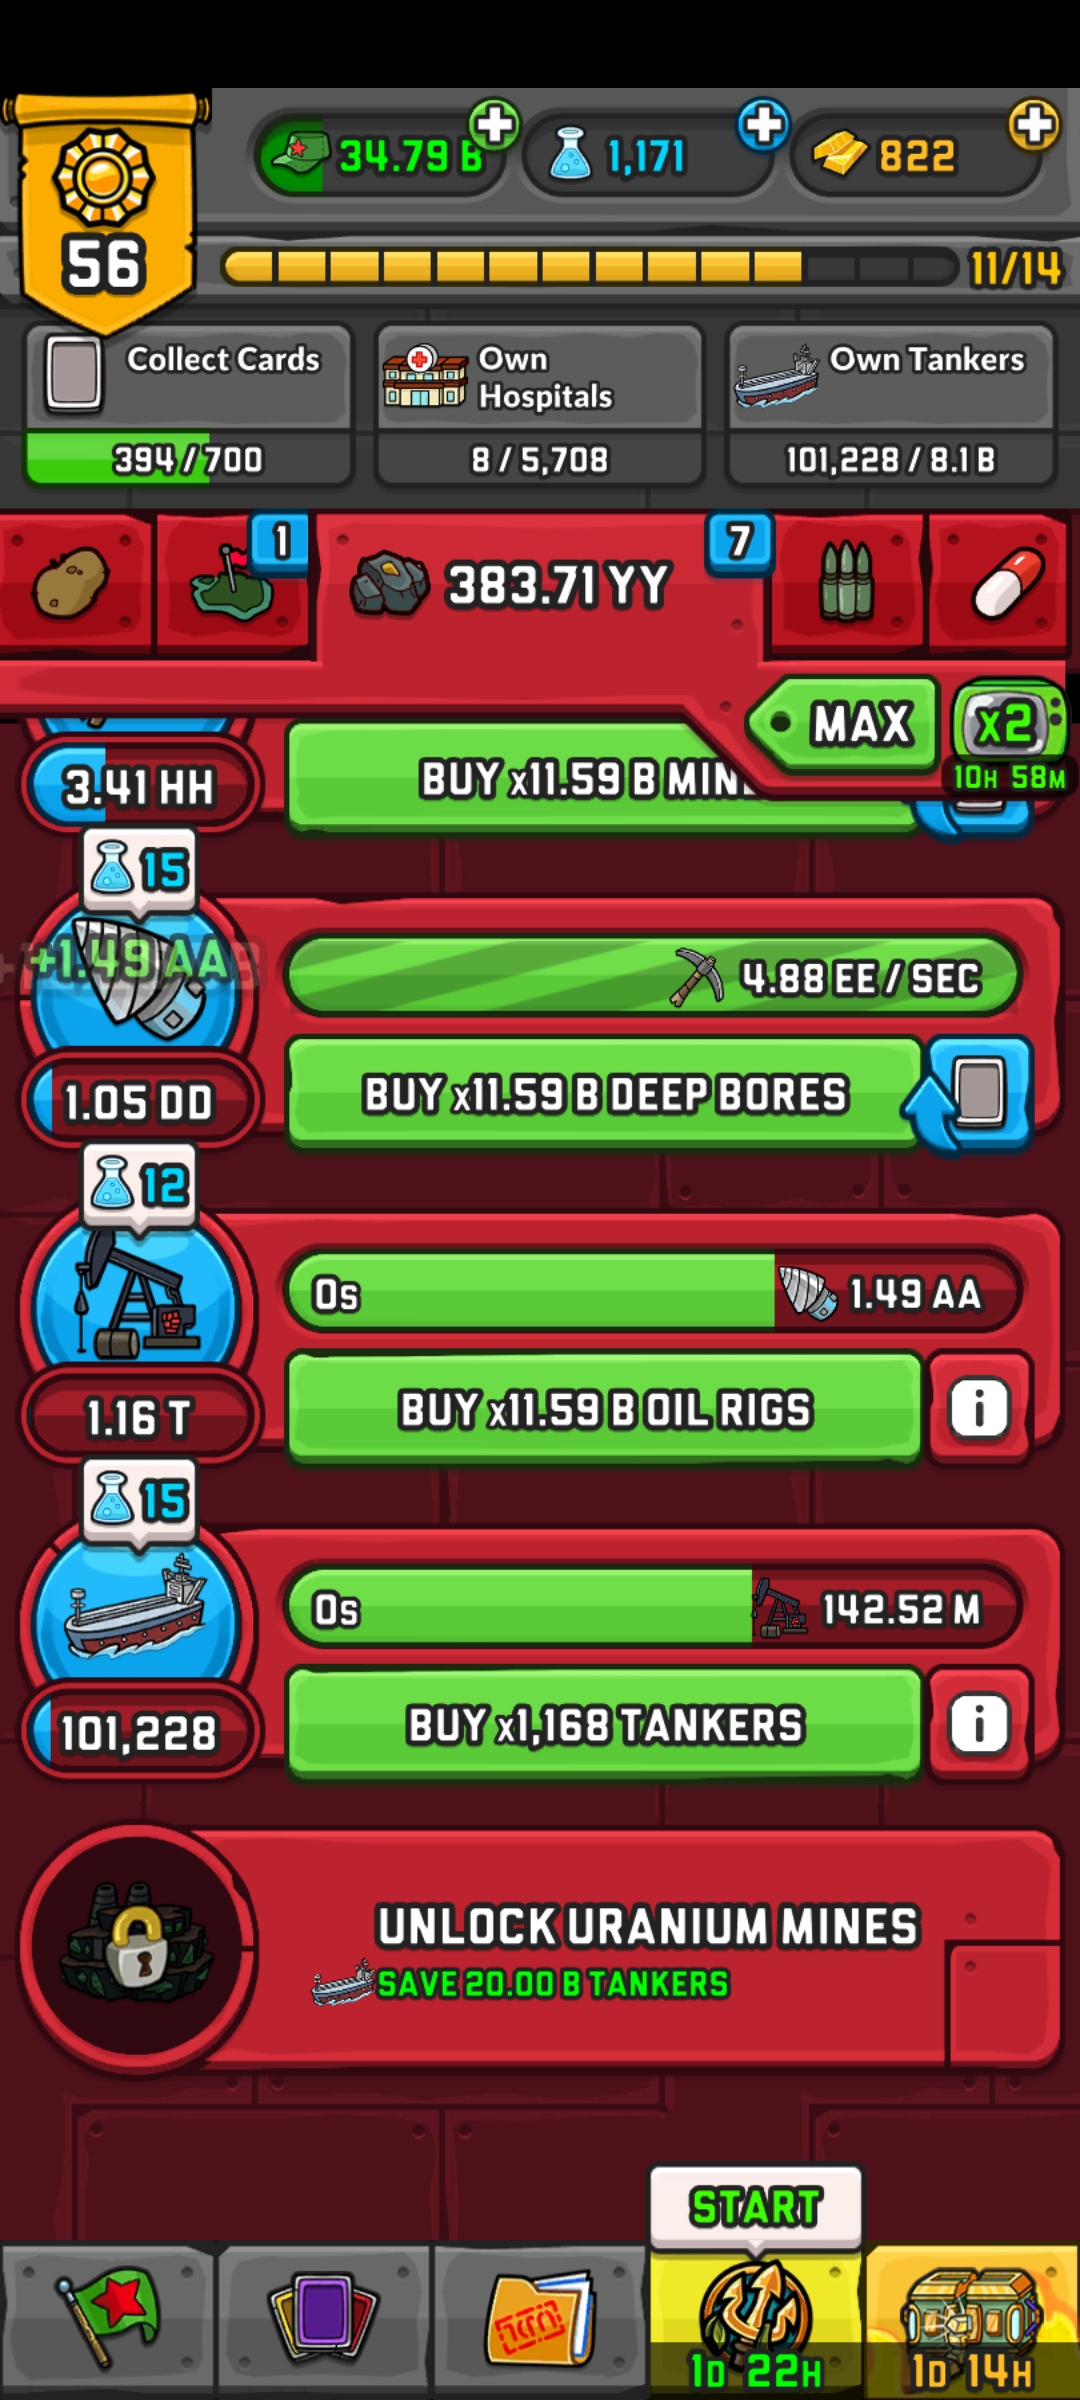 56
34.79 B
1,171
822
11/14
Collect Cards
394/700
Own
Hospitals
8/5,708
Own Tankers
101,228/8.1 B
1
383.71 YY
7
MAX
x2
10H 58M
3.41 HH
BUY x11.59 B MIN
15
+1.49 AA
4.88 EE/SEC
1.05 DD
BUY x11.59 B DEEP BORES
12
0s
1.49 AA
1.16 T
BUY x11.59 B OIL RIGS
i
15
0s
142.52 M
101,228
BUY x1,168 TANKERS
i
UNLOCK URANIUM MINES
SAVE 20.00 B TANKERS
START
1D 22H
1D 14H